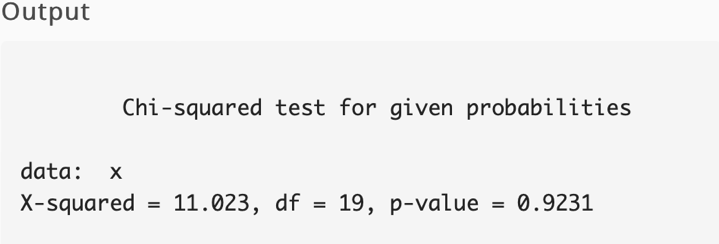 Output
Chi-squared test for given probabilities
data:  x
X-squared = 11.023, df = 19, p-value = 0.9231